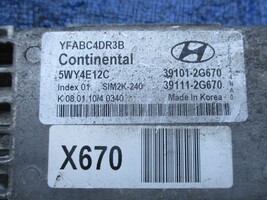 YFABC4DR3B
Continental
5WY4E12C 39101-2G670
Index 01 SIM2K-240 39111-2G670
K 08.01.10/4 0340 Made in Korea
X670